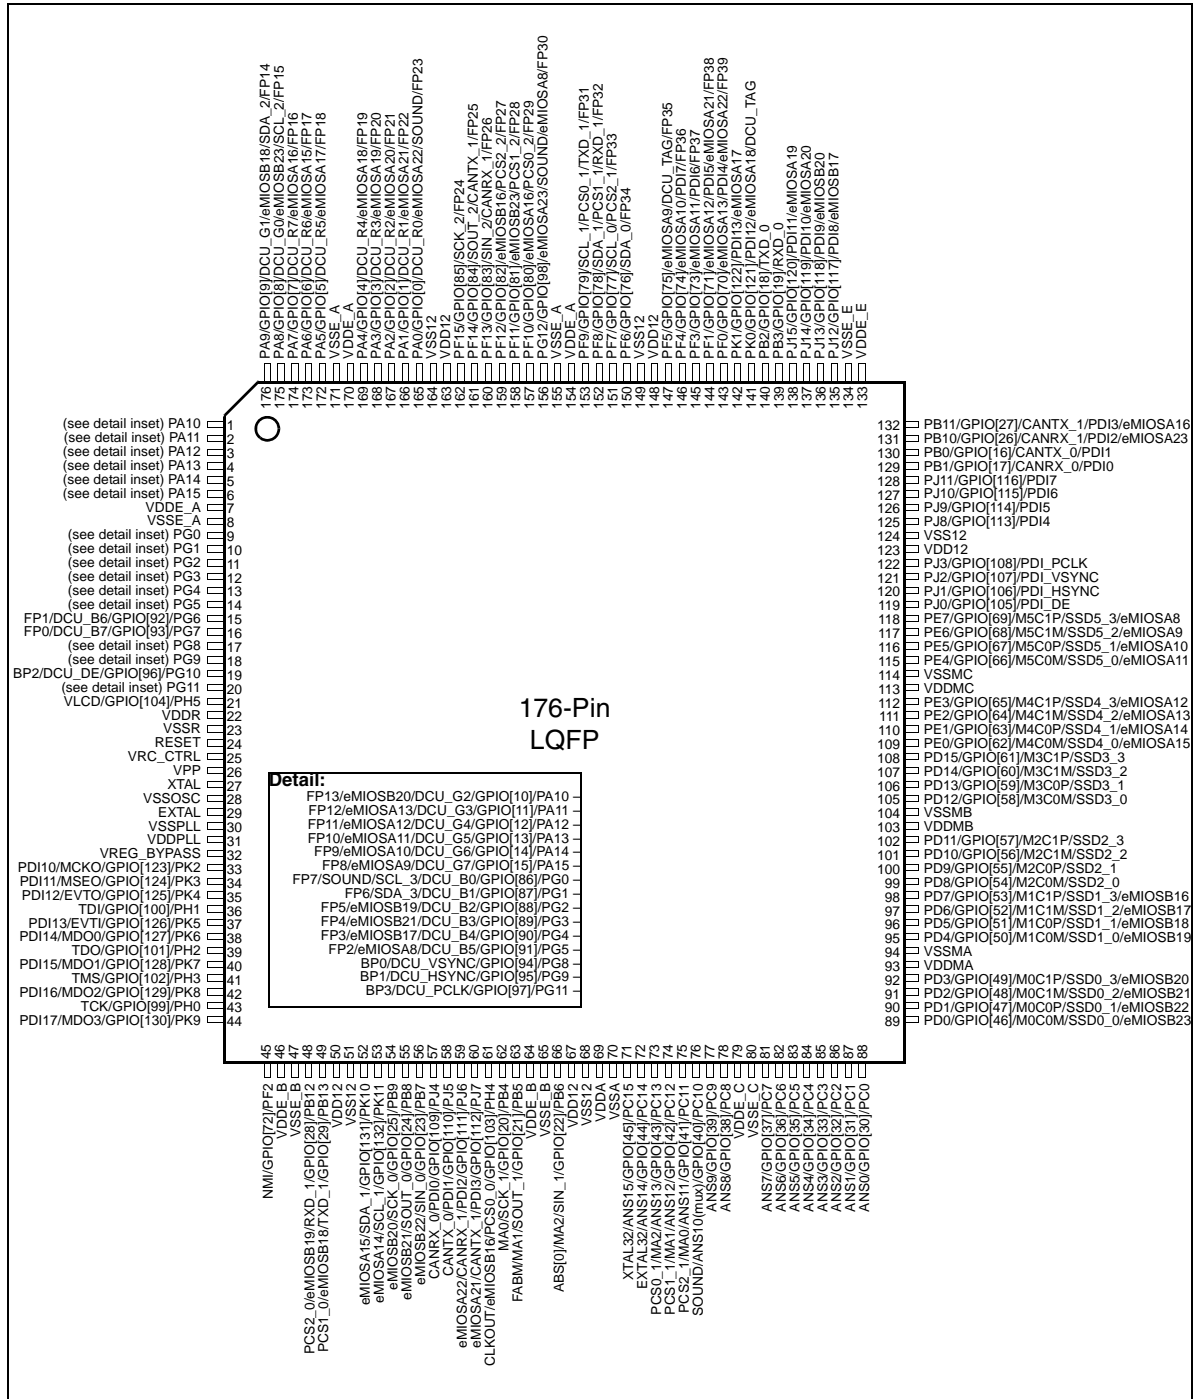 PA9/GPIO[9]/DCU_G1/eMIOSB18/SDA_2/FP14
PA8/GPIO[8]/DCU_G0/eMIOSB23/SCL_2/FP15
PA7/GPIO[7]/DCU_R7/eMIOSA16/FP16
PA6/GPIO[6]/DCU_R6/eMIOSA15/FP17
PA5/GPIO[5]/DCU_R5/eMIOSA17/FP18
VSSE_A
VDDE_A
PA4/GPIO[4]/DCU_R4/eMIOSA18/FP19
PA3/GPIO[3]/DCU_R3/eMIOSA19/FP20
PA2/GPIO[2]/DCU_R2/eMIOSA20/FP21
PA1/GPIO[1]/DCU_R1/eMIOSA21/FP22
PA0/GPIO[0]/DCU_R0/eMIOSA22/SOUND/FP23
VSS12
VDD12
PF15/GPIO[85]/SCK_2/FP24
PF14/GPIO[84]/SOUT_2/CANTX_1/FP25
PF13/GPIO[83]/SIN_2/CANRX_1/FP26
PF12/GPIO[82]/eMIOSB16/PCS2_2/FP27
PF11/GPIO[81]/eMIOSB23/PCS1_2/FP28
PF10/GPIO[80]/eMIOSA16/PCS0_2/FP29
PG12/GPIO[98]/eMIOSA23/SOUND/eMIOSA8/FP30
VSSE_A
VDDE_A
PF9/GPIO[79]/SCL_1/PCS0_1/TXD_1/FP31
PF8/GPIO[78]/SDA_1/PCS1_1/RXD_1/FP32
PF7/GPIO[77]/SCL_0/PCS2_1/FP33
PF6/GPIO[76]/SDA_0/FP34
VSS12
VDD12
PF5/GPIO[75]/eMIOSA9/DCU_TAG/FP35
PF4/GPIO[74]/eMIOSA10/PDI7/FP36
PF3/GPIO[73]/eMIOSA11/PDI6/FP37
PF1/GPIO[71]/eMIOSA12/PDI5/eMIOSA21/FP38
PF0/GPIO[70]/eMIOSA13/PDI4/eMIOSA22/FP39
PK1/GPIO[122]/PDI13/eMIOSA17
PK0/GPIO[121]/PDI12/eMIOSA18/DCU_TAG
PB2/GPIO[18]/TXD_0
PB3/GPIO[19]/RXD_0
PJ15/GPIO[120]/PDI11/eMIOSA19
PJ14/GPIO[119]/PDI10/eMIOSA20
PJ13/GPIO[118]/PDI9/eMIOSB20
PJ12/GPIO[117]/PDI8/eMIOSB17
VSSE_E
VDDE_E
176 175 174 173 172 171 170 169 168 167 166 165 164 163 162 161 160 159 158 157 156 155 154 153 152 151 150 149 148 147 146 145 144 143 142 141 140 139 138 137 136 135 134 133
(see detail inset) PA10 1
(see detail inset) PA11 2
(see detail inset) PA12 3
(see detail inset) PA13 4
(see detail inset) PA14 5
(see detail inset) PA15 6
VDDE_A 7
VSSE_A 8
(see detail inset) PG0 9
(see detail inset) PG1 10
(see detail inset) PG2 11
(see detail inset) PG3 12
(see detail inset) PG4 13
(see detail inset) PG5 14
FP1/DCU_B6/GPIO[92]/PG6 15
FP0/DCU_B7/GPIO[93]/PG7 16
(see detail inset) PG8 17
(see detail inset) PG9 18
BP2/DCU_DE/GPIO[96]/PG10 19
(see detail inset) PG11 20
VLCD/GPIO[104]/PH5 21
VDDR 22
VSSR 23
RESET 24
VRC_CTRL 25
VPP 26
XTAL 27
VSSOSC 28
EXTAL 29
VSSPLL 30
VDDPLL 31
VREG_BYPASS 32
PDI10/MCKO/GPIO[123]/PK2 33
PDI11/MSEO/GPIO[124]/PK3 34
PDI12/EVTO/GPIO[125]/PK4 35
TDI/GPIO[100]/PH1 36
PDI13/EVTI/GPIO[126]/PK5 37
PDI14/MDO0/GPIO[127]/PK6 38
TDO/GPIO[101]/PH2 39
PDI15/MDO1/GPIO[128]/PK7 40
TMS/GPIO[102]/PH3 41
PDI16/MDO2/GPIO[129]/PK8 42
TCK/GPIO[99]/PH0 43
PDI17/MDO3/GPIO[130]/PK9 44
176-Pin
LQFP
Detail:
FP13/eMIOSB20/DCU_G2/GPIO[10]/PA10
FP12/eMIOSA13/DCU_G3/GPIO[11]/PA11
FP11/eMIOSA12/DCU_G4/GPIO[12]/PA12
FP10/eMIOSA11/DCU_G5/GPIO[13]/PA13
FP9/eMIOSA10/DCU_G6/GPIO[14]/PA14
FP8/eMIOSA9/DCU_G7/GPIO[15]/PA15
FP7/SOUND/SCL_3/DCU_B0/GPIO[86]/PG0
FP6/SDA_3/DCU_B1/GPIO[87]/PG1
FP5/eMIOSB19/DCU_B2/GPIO[88]/PG2
FP4/eMIOSB21/DCU_B3/GPIO[89]/PG3
FP3/eMIOSB17/DCU_B4/GPIO[90]/PG4
FP2/eMIOSA8/DCU_B5/GPIO[91]/PG5
BP0/DCU_VSYNC/GPIO[94]/PG8
BP1/DCU_HSYNC/GPIO[95]/PG9
BP3/DCU_PCLK/GPIO[97]/PG11
132 PB11/GPIO[27]/CANTX_1/PDI3/eMIOSA16
131 PB10/GPIO[26]/CANRX_1/PDI2/eMIOSA23
130 PB0/GPIO[16]/CANTX_0/PDI1
129 PB1/GPIO[17]/CANRX_0/PDI0
128 PJ11/GPIO[116]/PDI7
127 PJ10/GPIO[115]/PDI6
126 PJ9/GPIO[114]/PDI5
125 PJ8/GPIO[113]/PDI4
124 VSS12
123 VDD12
122 PJ3/GPIO[108]/PDI_PCLK
121 PJ2/GPIO[107]/PDI_VSYNC
120 PJ1/GPIO[106]/PDI_HSYNC
119 PJ0/GPIO[105]/PDI_DE
118 PE7/GPIO[69]/M5C1P/SSD5_3/eMIOSA8
117 PE6/GPIO[68]/M5C1M/SSD5_2/eMIOSA9
116 PE5/GPIO[67]/M5C0P/SSD5_1/eMIOSA10
115 PE4/GPIO[66]/M5C0M/SSD5_0/eMIOSA11
114 VSSMC
113 VDDMC
112 PE3/GPIO[65]/M4C1P/SSD4_3/eMIOSA12
111 PE2/GPIO[64]/M4C1M/SSD4_2/eMIOSA13
110 PE1/GPIO[63]/M4C0P/SSD4_1/eMIOSA14
109 PE0/GPIO[62]/M4C0M/SSD4_0/eMIOSA15
108 PD15/GPIO[61]/M3C1P/SSD3_3
107 PD14/GPIO[60]/M3C1M/SSD3_2
106 PD13/GPIO[59]/M3C0P/SSD3_1
105 PD12/GPIO[58]/M3C0M/SSD3_0
104 VSSMB
103 VDDMB
102 PD11/GPIO[57]/M2C1P/SSD2_3
101 PD10/GPIO[56]/M2C1M/SSD2_2
100 PD9/GPIO[55]/M2C0P/SSD2_1
99 PD8/GPIO[54]/M2C0M/SSD2_0
98 PD7/GPIO[53]/M1C1P/SSD1_3/eMIOSB16
97 PD6/GPIO[52]/M1C1M/SSD1_2/eMIOSB17
96 PD5/GPIO[51]/M1C0P/SSD1_1/eMIOSB18
95 PD4/GPIO[50]/M1C0M/SSD1_0/eMIOSB19
94 VSSMA
93 VDDMA
92 PD3/GPIO[49]/M0C1P/SSD0_3/eMIOSB20
91 PD2/GPIO[48]/M0C1M/SSD0_2/eMIOSB21
90 PD1/GPIO[47]/M0C0P/SSD0_1/eMIOSB22
89 PD0/GPIO[46]/M0C0M/SSD0_0/eMIOSB23
45 46 47 48 49 50 51 52 53 54 55 56 57 58 59 60 61 62 63 64 65 66 67 68 69 70 71 72 73 74 75 76 77 78 79 80 81 82 83 84 85 86 87 88
NMI/GPIO[72]/PF2
VDDE_B
VSSE_B
PCS2_0/eMIOSB19/RXD_1/GPIO[28]/PB12
PCS1_0/eMIOSB18/TXD_1/GPIO[29]/PB13
VDD12
VSS12
eMIOSA15/SDA_1/GPIO[131]/PK10
eMIOSA14/SCL_1/GPIO[132]/PK11
eMIOSB20/SCK_0/GPIO[25]/PB9
eMIOSB21/SOUT_0/GPIO[24]/PB8
eMIOSB22/SIN_0/GPIO[23]/PB7
CANRX_0/PDI0/GPIO[109]/PJ4
CANTX_0/PDI1/GPIO[110]/PJ5
eMIOSA22/CANRX_1/PDI2/GPIO[111]/PJ6
eMIOSA21/CANTX_1/PDI3/GPIO[112]/PJ7
CLKOUT/eMIOSB16/PCS0_0/GPIO[103]/PH4
MA0/SCK_1/GPIO[20]/PB4
FABM/MA1/SOUT_1/GPIO[21]/PB5
VDDE_B
VSSE_B
ABS[0]/MA2/SIN_1/GPIO[22]/PB6
VDD12
VSS12
VDDA
VSSA
XTAL32/ANS15/GPIO[45]/PC15
EXTAL32/ANS14/GPIO[44]/PC14
PCS0_1/MA2/ANS13/GPIO[43]/PC13
PCS1_1/MA1/ANS12/GPIO[42]/PC12
PCS2_1/MA0/ANS11/GPIO[41]/PC11
SOUND/ANS10(mux)/GPIO[40]/PC10
ANS9/GPIO[39]/PC9
ANS8/GPIO[38]/PC8
VDDE_C
VSSE_C
ANS7/GPIO[37]/PC7
ANS6/GPIO[36]/PC6
ANS5/GPIO[35]/PC5
ANS4/GPIO[34]/PC4
ANS3/GPIO[33]/PC3
ANS2/GPIO[32]/PC2
ANS1/GPIO[31]/PC1
ANS0/GPIO[30]/PC0